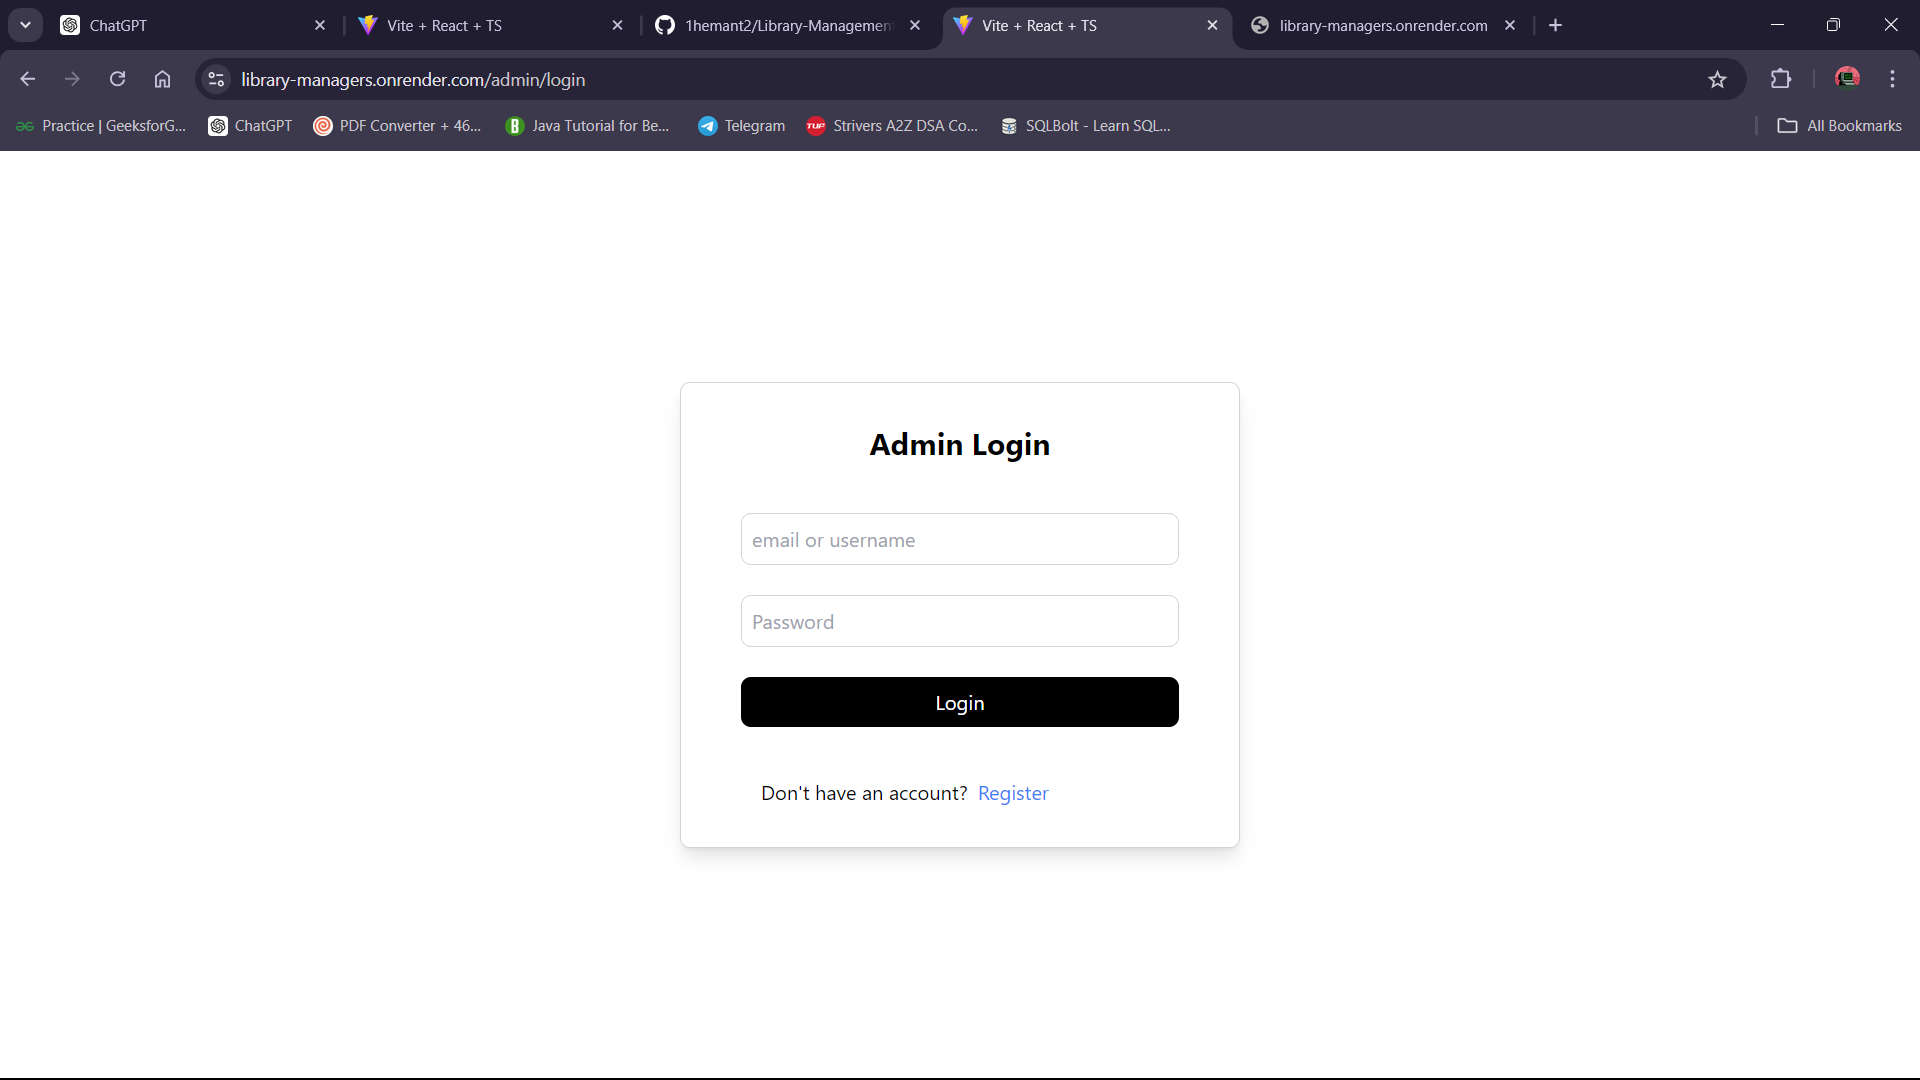 ChatGPT
Vite + React + TS
1hemant2/Library-Managemen
Vite + React + TS
library-managers.onrender.com
library-managers.onrender.com/admin/login
Practice | GeeksforG...
ChatGPT
PDF Converter + 46...
Java Tutorial for Be...
Telegram
TUF
Strivers A2Z DSA Co...
SQLBolt - Learn SQL...
All Bookmarks
Admin Login
email or username
Password
Login
Don't have an account? Register